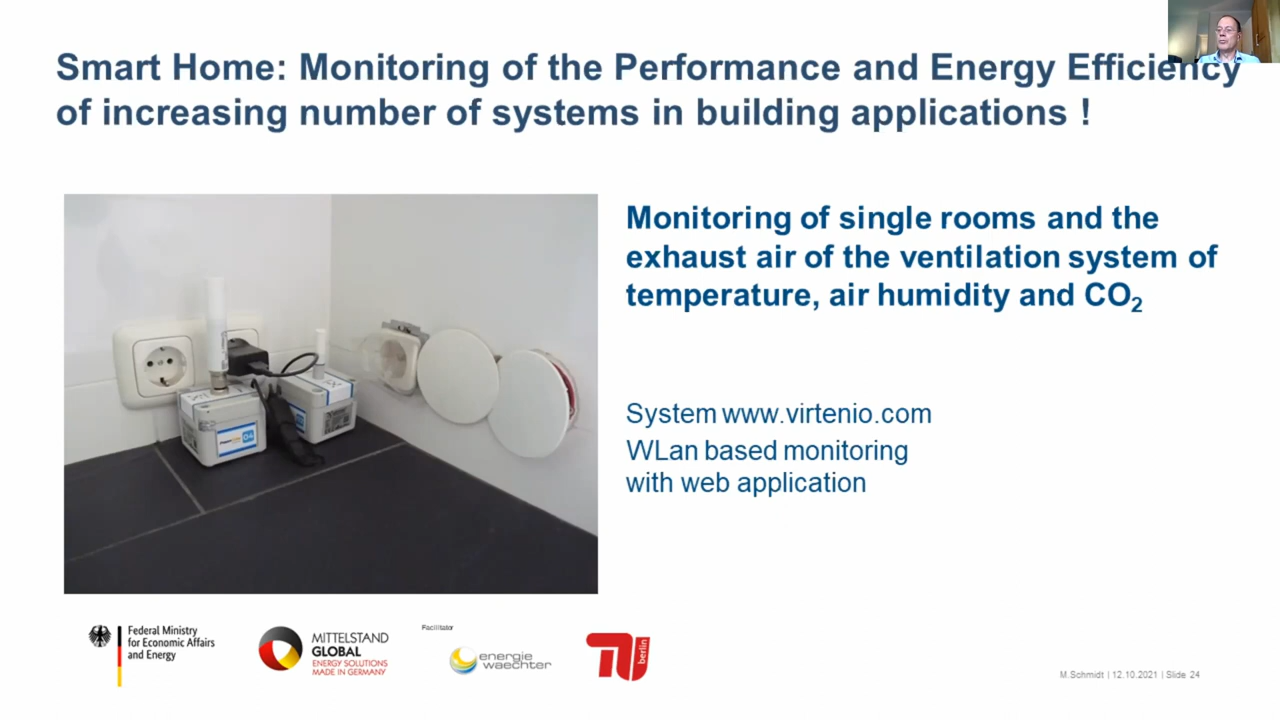 Smart Home: Monitoring of the Performance and Energy Efficiency
of increasing number of systems in building applications !
Monitoring of single rooms and the
exhaust air of the ventilation system of
temperature, air humidity and CO₂
System www.virtenio.com
WLan based monitoring
with web application
04
Federal Ministry
for Economic Affairs
and Energy
MITTELSTAND
GLOBAL
ENERGY SOLUTIONS
MADE IN GERMANY
Facilitator
energie
waechter
berlin
M.Schmidt | 12.10.2021 | Slide 24